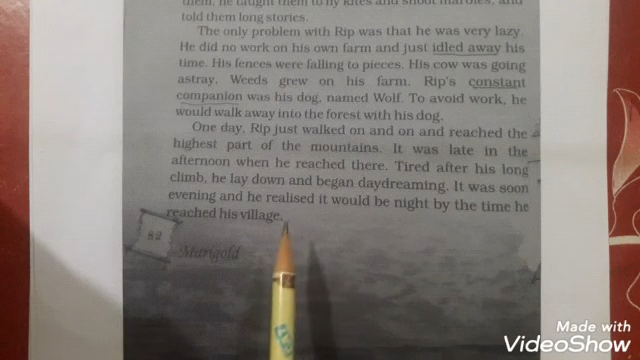 them, he taught them to fly kites and shoot marbles, and
told them long stories.
The only problem with Rip was that he was very lazy.
He did no work on his own farm and just idled away his
time. His fences were falling to pieces. His cow was going
astray. Weeds grew on his farm. Rip's constant
companion was his dog, named Wolf. To avoid work, he
would walk away into the forest with his dog.
One day, Rip just walked on and on and reached the
highest part of the mountains. It was late in the
afternoon when he reached there. Tired after his long
climb, he lay down and began daydreaming. It was soon
evening and he realised it would be night by the time he
reached his village.
82
Marigold
Made with
VideoShow